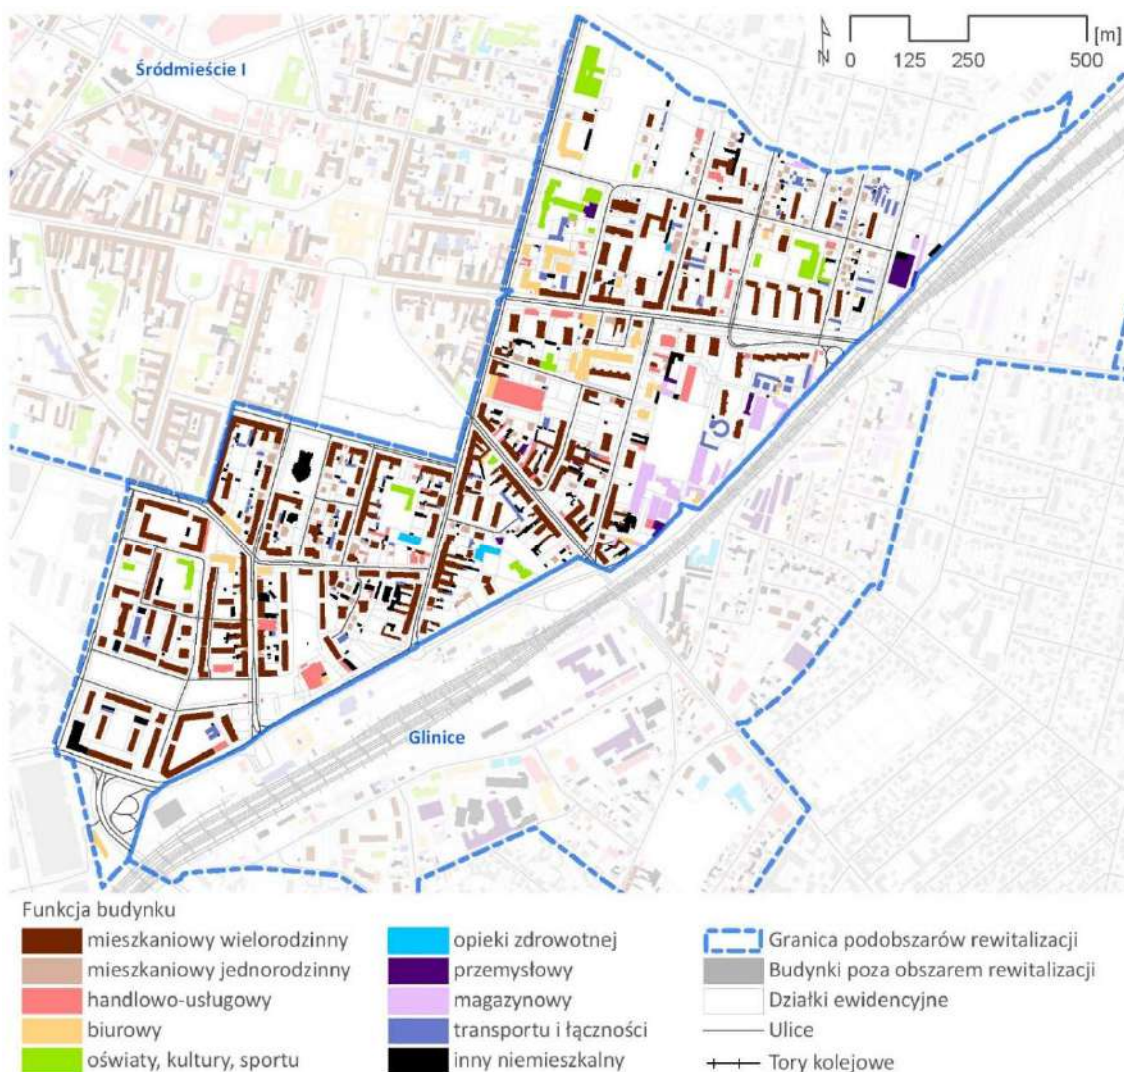 Śródmieście I
N
[m]
0 125 250 500
Glinice
Funkcja budynku
mieszkaniowy wielorodzinny
mieszkaniowy jednorodzinny
handlowo-usługowy
biurowy
oświaty, kultury, sportu
opieki zdrowotnej
przemysłowy
magazynowy
transportu i łączności
inny niemieszkalny
Granica podobszarów rewitalizacji
Budynki poza obszarem rewitalizacji
Działki ewidencyjne
Ulice
Tory kolejowe